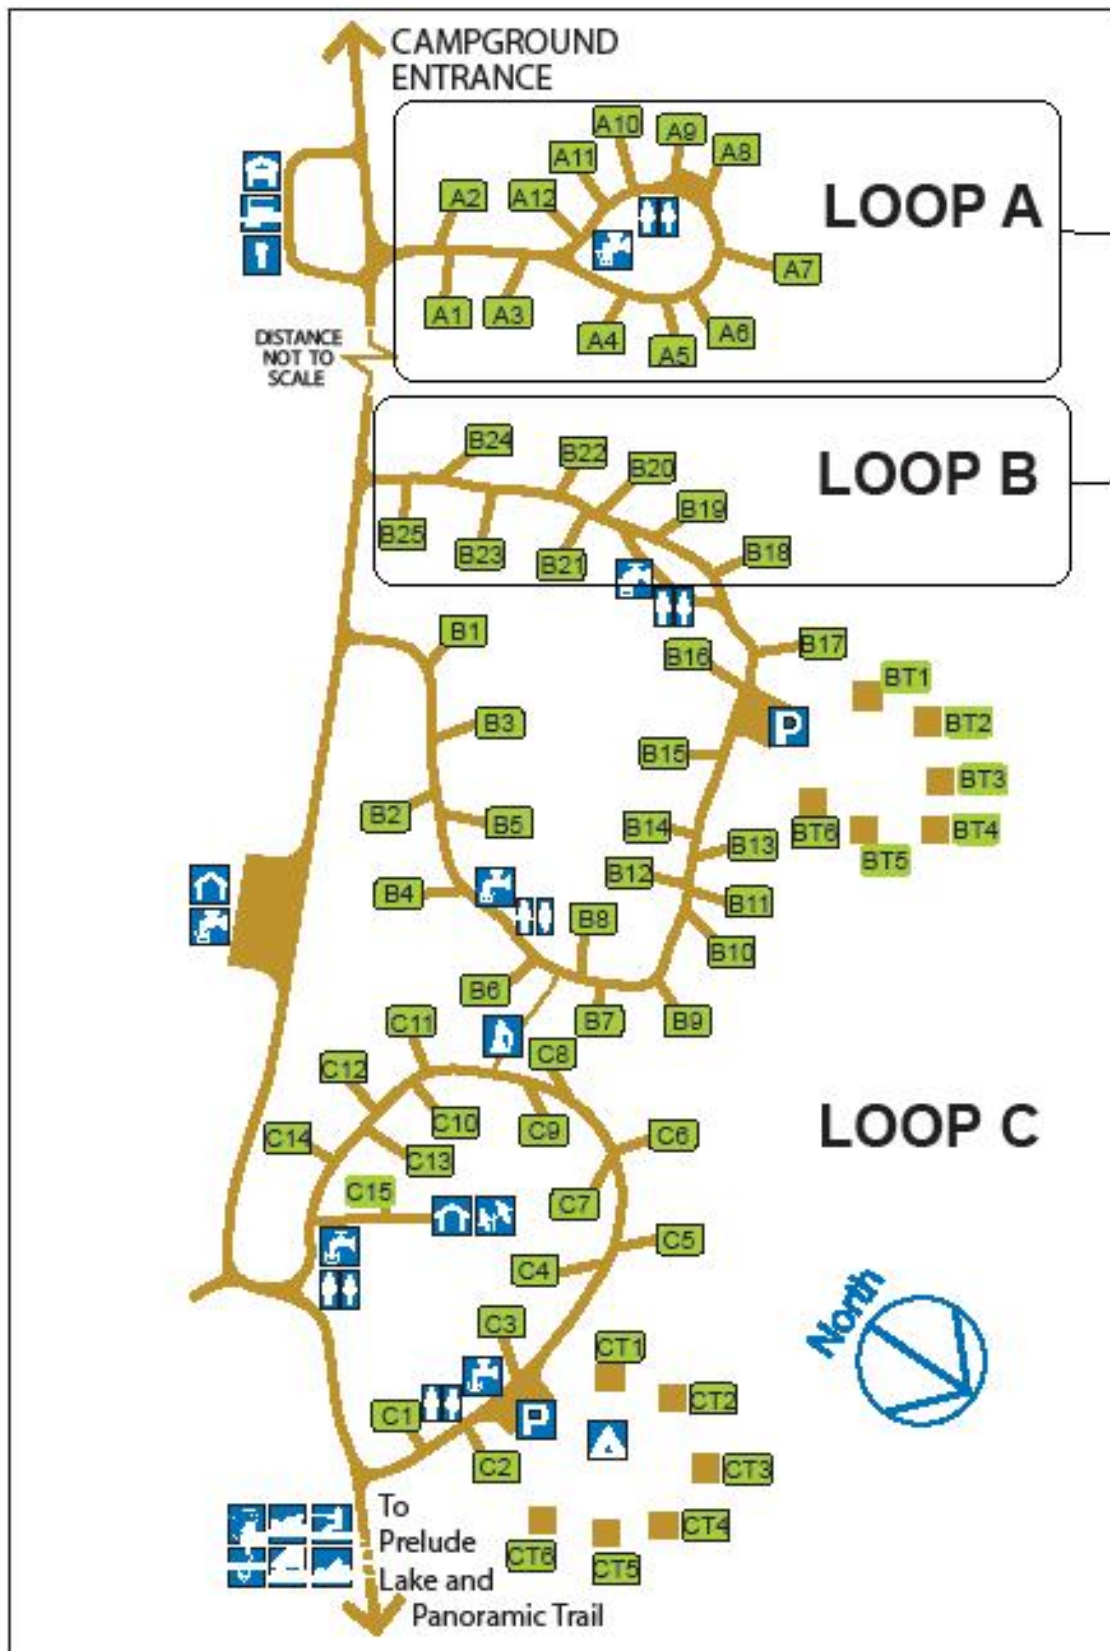 CAMPGROUND
ENTRANCE
A10
A9
A8
A11
A2
A12
LOOP A
A7
A1
A3
A4
A5
A6
DISTANCE
NOT TO
SCALE
B24
B22
B20
LOOP B
B19
B25
B23
B21
B18
B1
B16
B17
BT1
BT2
B3
P
B15
BT3
B2
B5
B14
BT6
BT4
B13
BT5
B12
B4
B11
B8
B10
B6
B7
B9
C11
C8
C12
C10
C9
LOOP C
C14
C13
C6
C15
C7
C5
C4
North
C3
CT1
CT2
C1
P
C2
CT3
To
Prelude
Lake and
Panoramic Trail
CT4
CT6
CT5